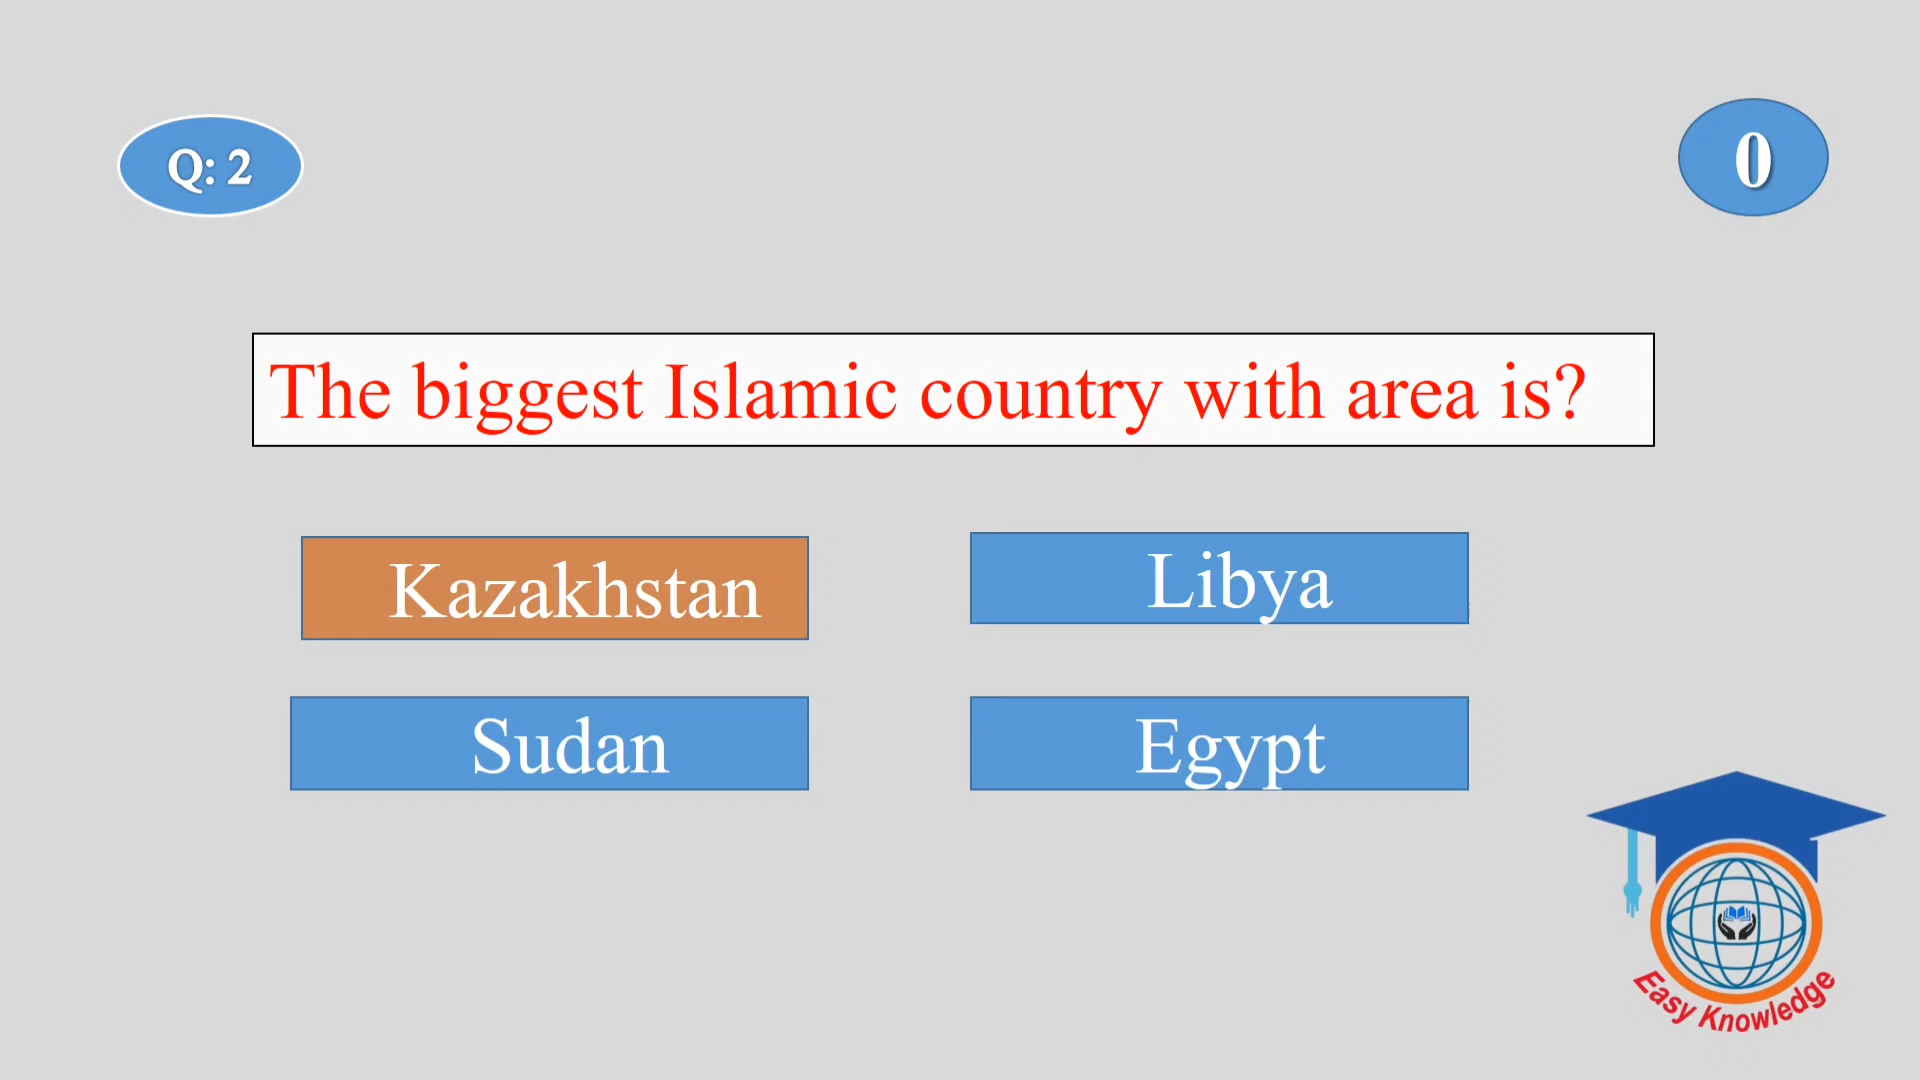 Q: 2
0
The biggest Islamic country with area is?
Kazakhstan
Libya
Sudan
Egypt
Easy Knowledge